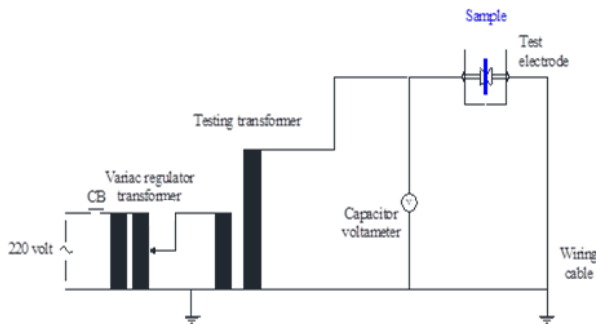 Sample
Test
electrode
Testing transformer
Variac regulator
transformer
CB
220 volt
V
Capacitor
voltameter
Wiring
cable